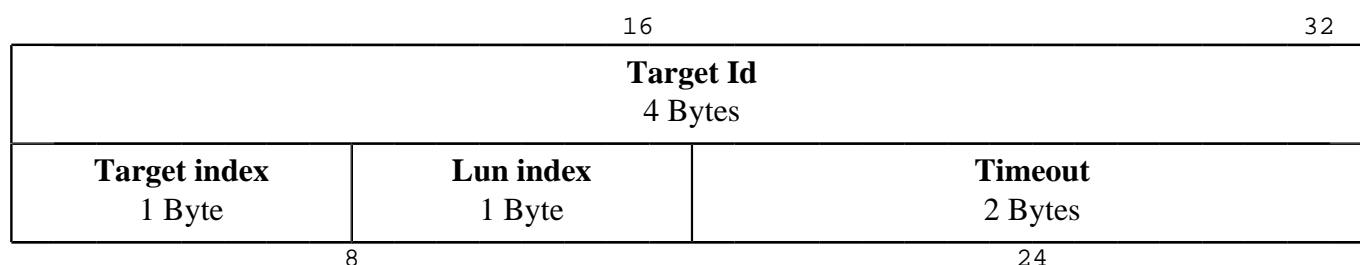 16 32
Target Id
4 Bytes
Target index Lun index Timeout
1 Byte 1 Byte 2 Bytes
8 24